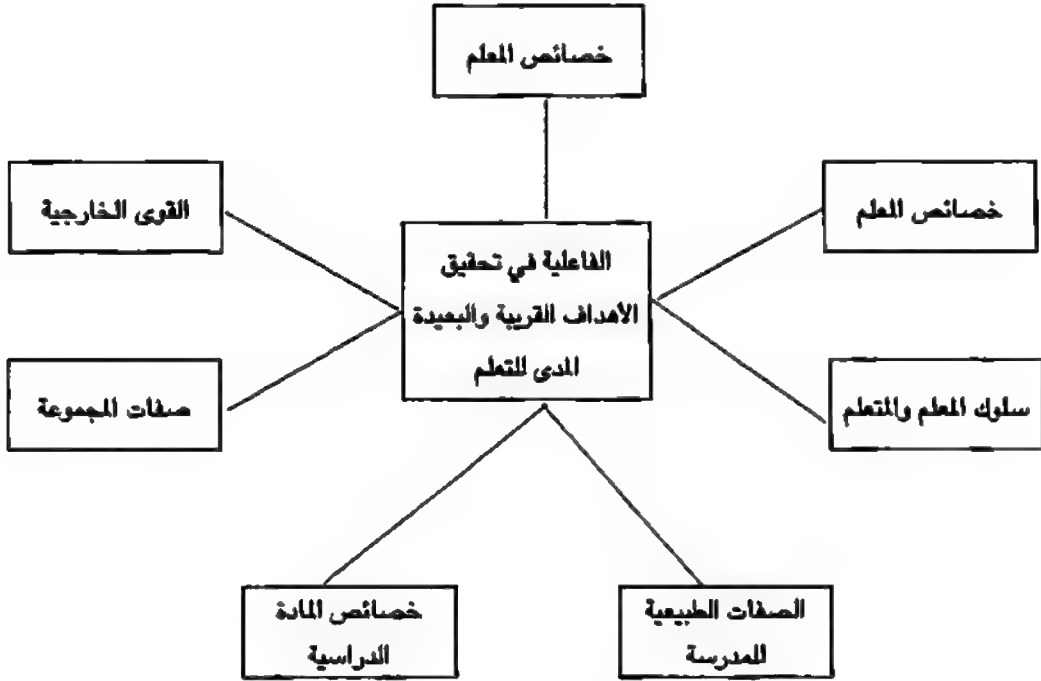 خصائص المعلم
خصائص المعلم
القوى الخارجية
الفاعلية في تحقيق
الأهداف القريبة والبعيدة
المدى للتعلم
سلوك المعلم والمتعلم
صفات المجموعة
الصفات الطبيعية
للمدرسة
خصائص المادة
الدراسية